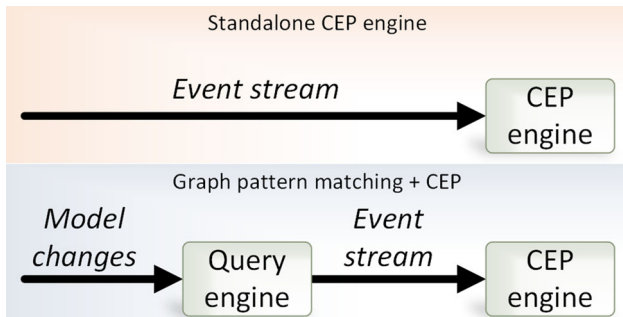 Standalone CEP engine
Event stream
CEP
engine
Graph pattern matching + CEP
Model
changes
Query
engine
Event
stream
CEP
engine